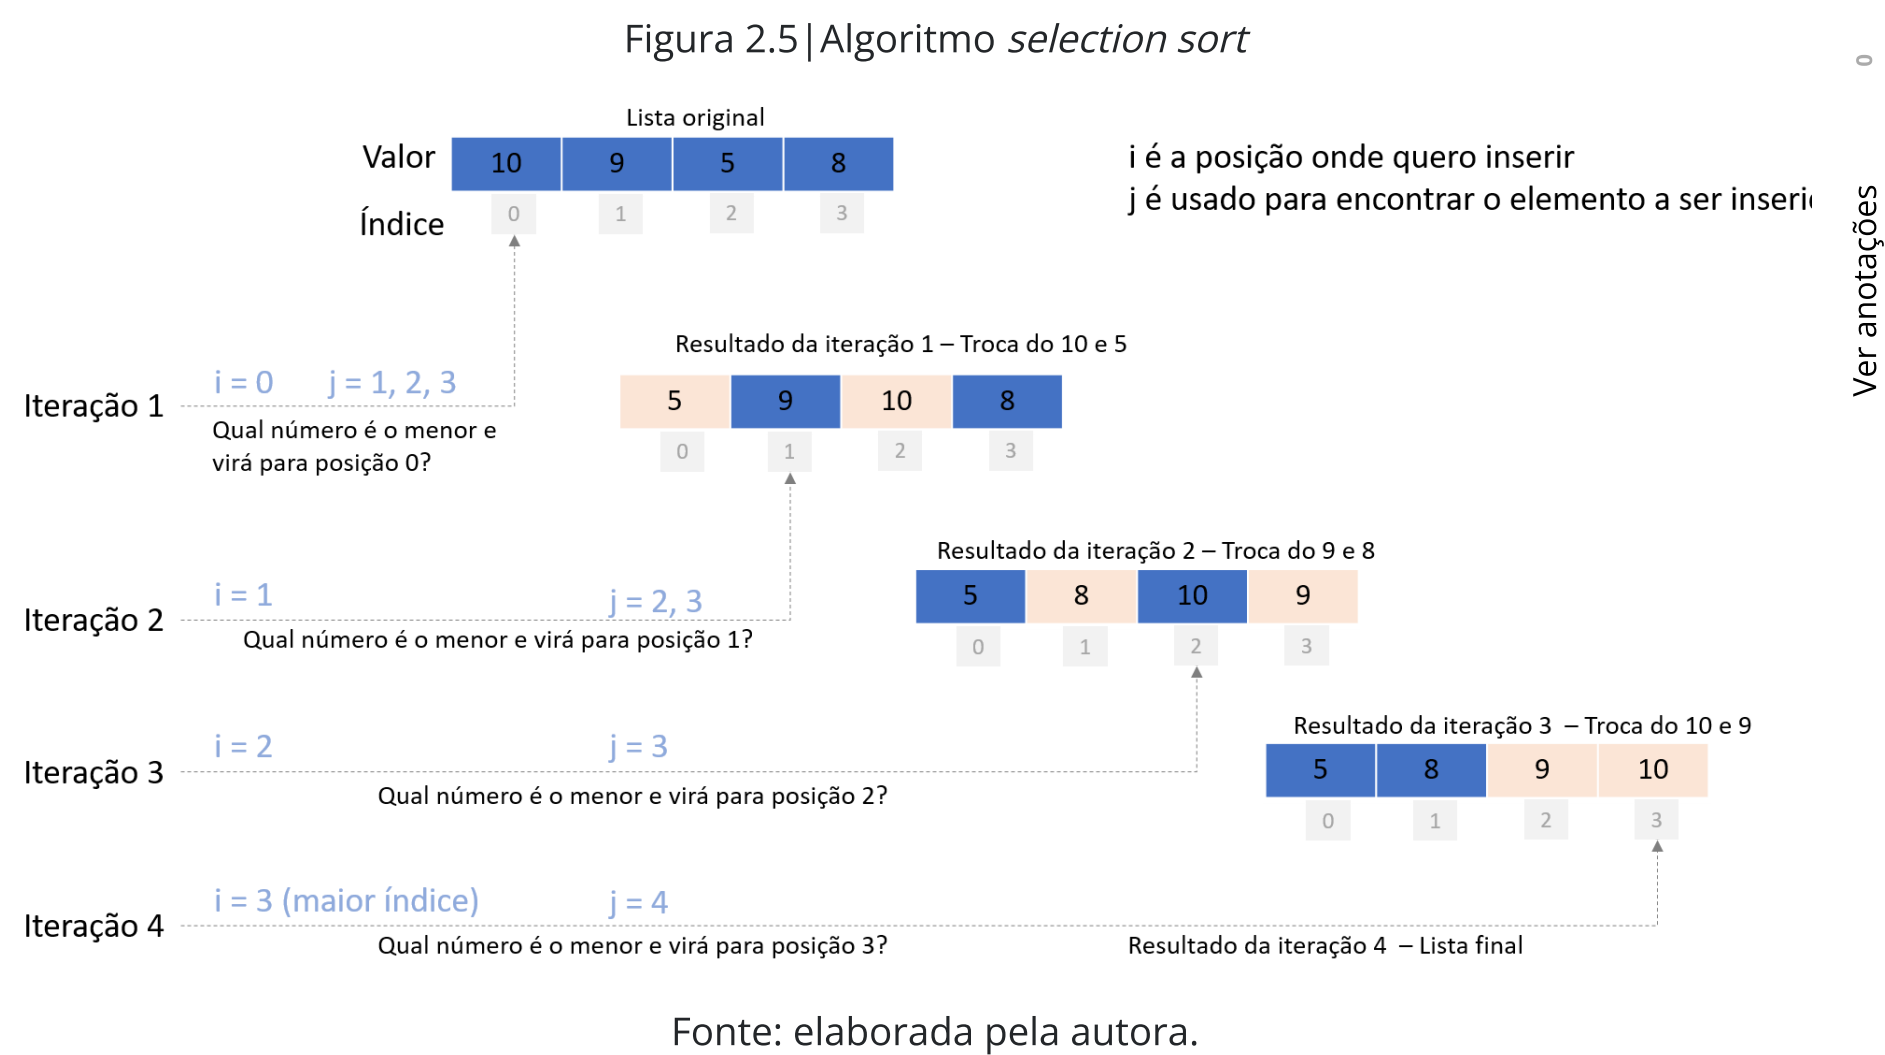 Figura 2.5|Algoritmo selection sort
0
Ver anotações
Lista original
Valor 10 9 5 8
Índice 0 1 2 3
i é a posição onde quero inserir
j é usado para encontrar o elemento a ser
Resultado da iteração 1 – Troca do 10 e 5
5 9 10 8
0 1 2 3
Iteração 1
i = 0 j = 1, 2, 3
Qual número é o menor e
virá para posição 0?
Resultado da iteração 2 – Troca do 9 e 8
5 8 10 9
0 1 2 3
Iteração 2
i = 1 j = 2, 3
Qual número é o menor e virá para posição 1?
Resultado da iteração 3 – Troca do 10 e 9
5 8 9 10
0 1 2 3
Iteração 3
i = 2 j = 3
Qual número é o menor e virá para posição 2?
Iteração 4
i = 3 (maior índice) j = 4
Qual número é o menor e virá para posição 3?
Resultado da iteração 4 – Lista final
Fonte: elaborada pela autora.